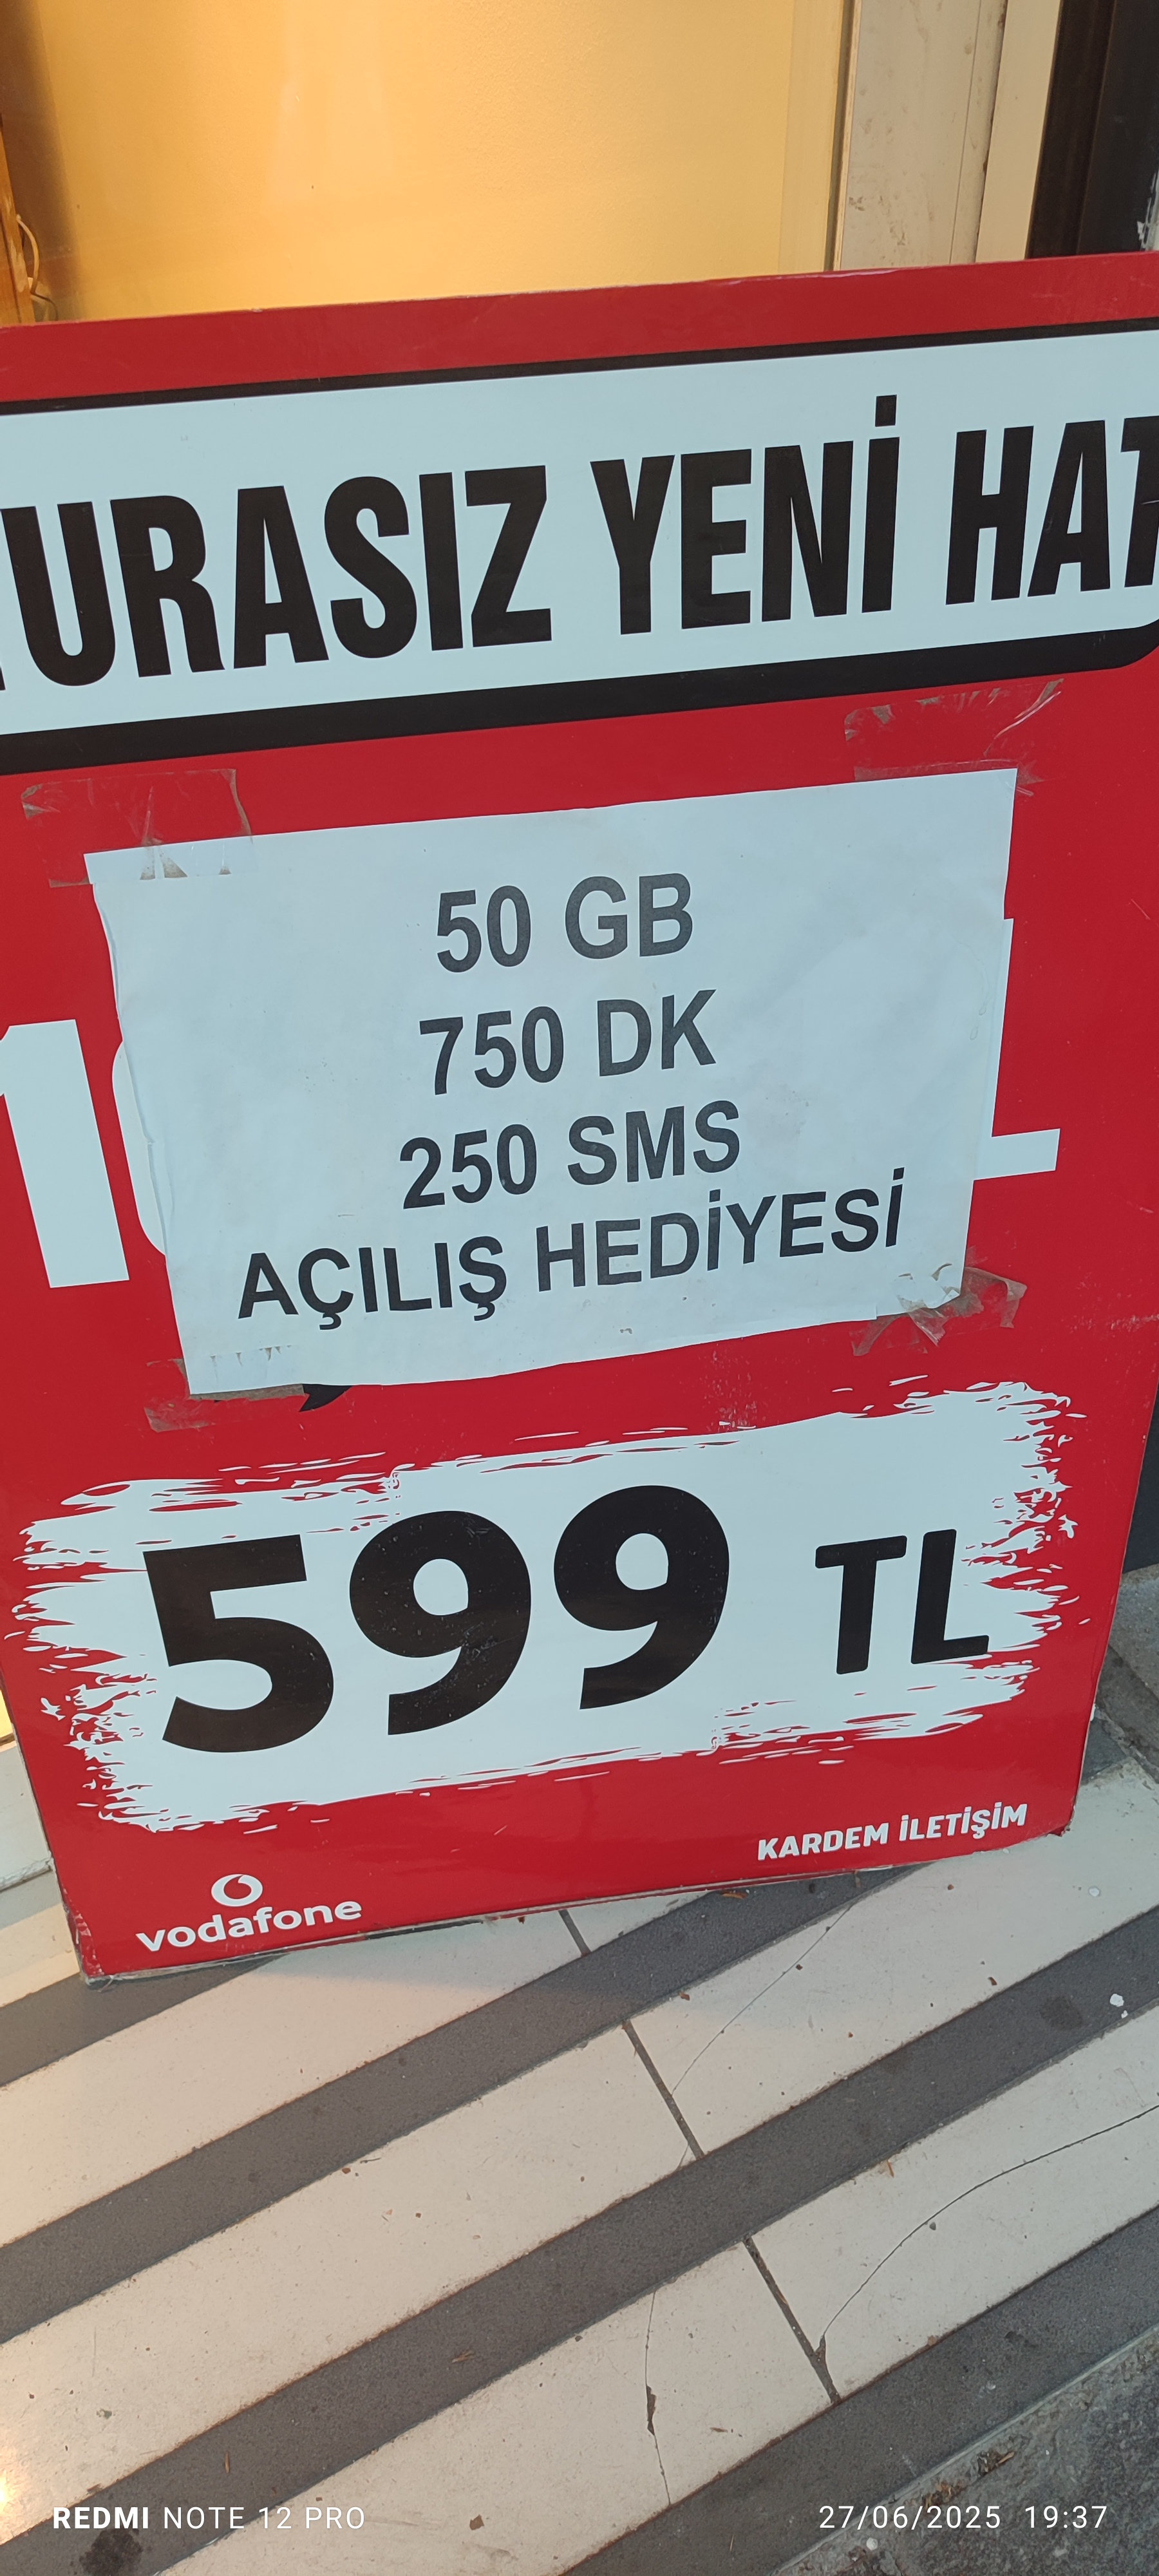 URASIZ YENİ HAT
50 GB
750 DK
250 SMS
AÇILIŞ HEDİYESİ
599 TL
KARDEM İLETİŞİM
vodafone
REDMI NOTE 12 PRO
27/06/2025 19:37